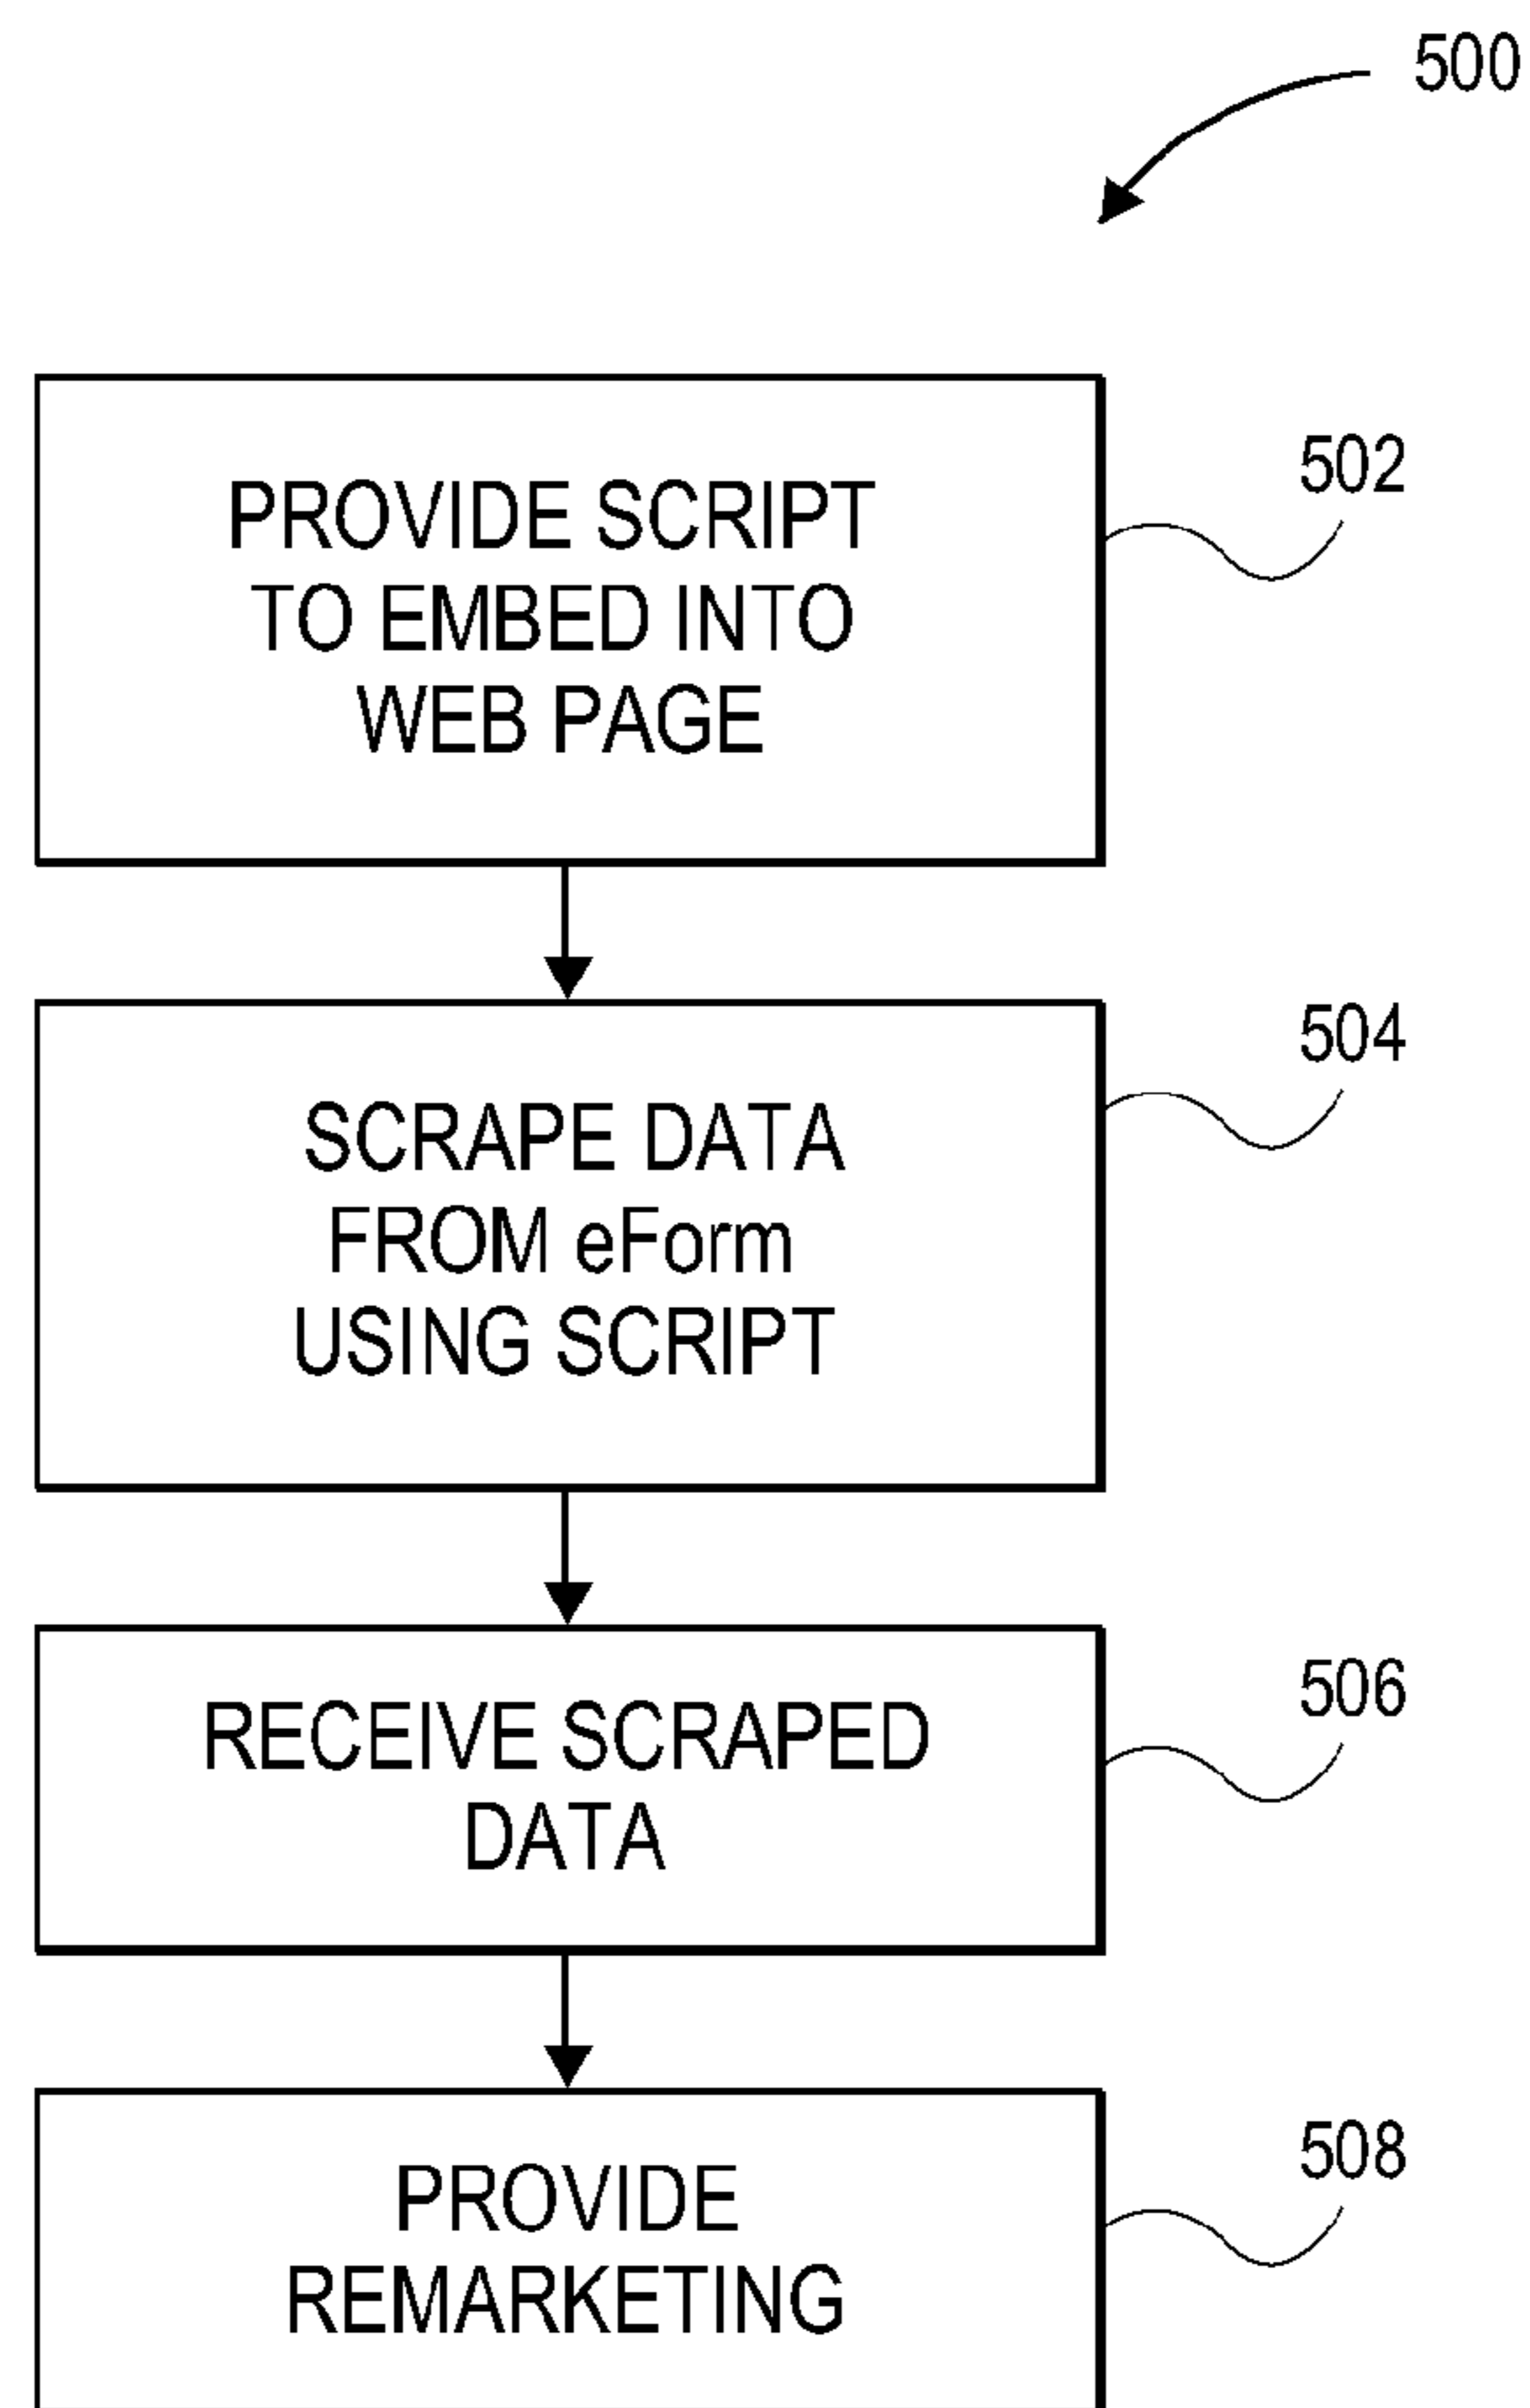 500
PROVIDE SCRIPT
TO EMBED INTO
WEB PAGE
502
SCRAPE DATA
FROM eForm
USING SCRIPT
504
RECEIVE SCRAPED
DATA
506
PROVIDE
REMARKETING
508